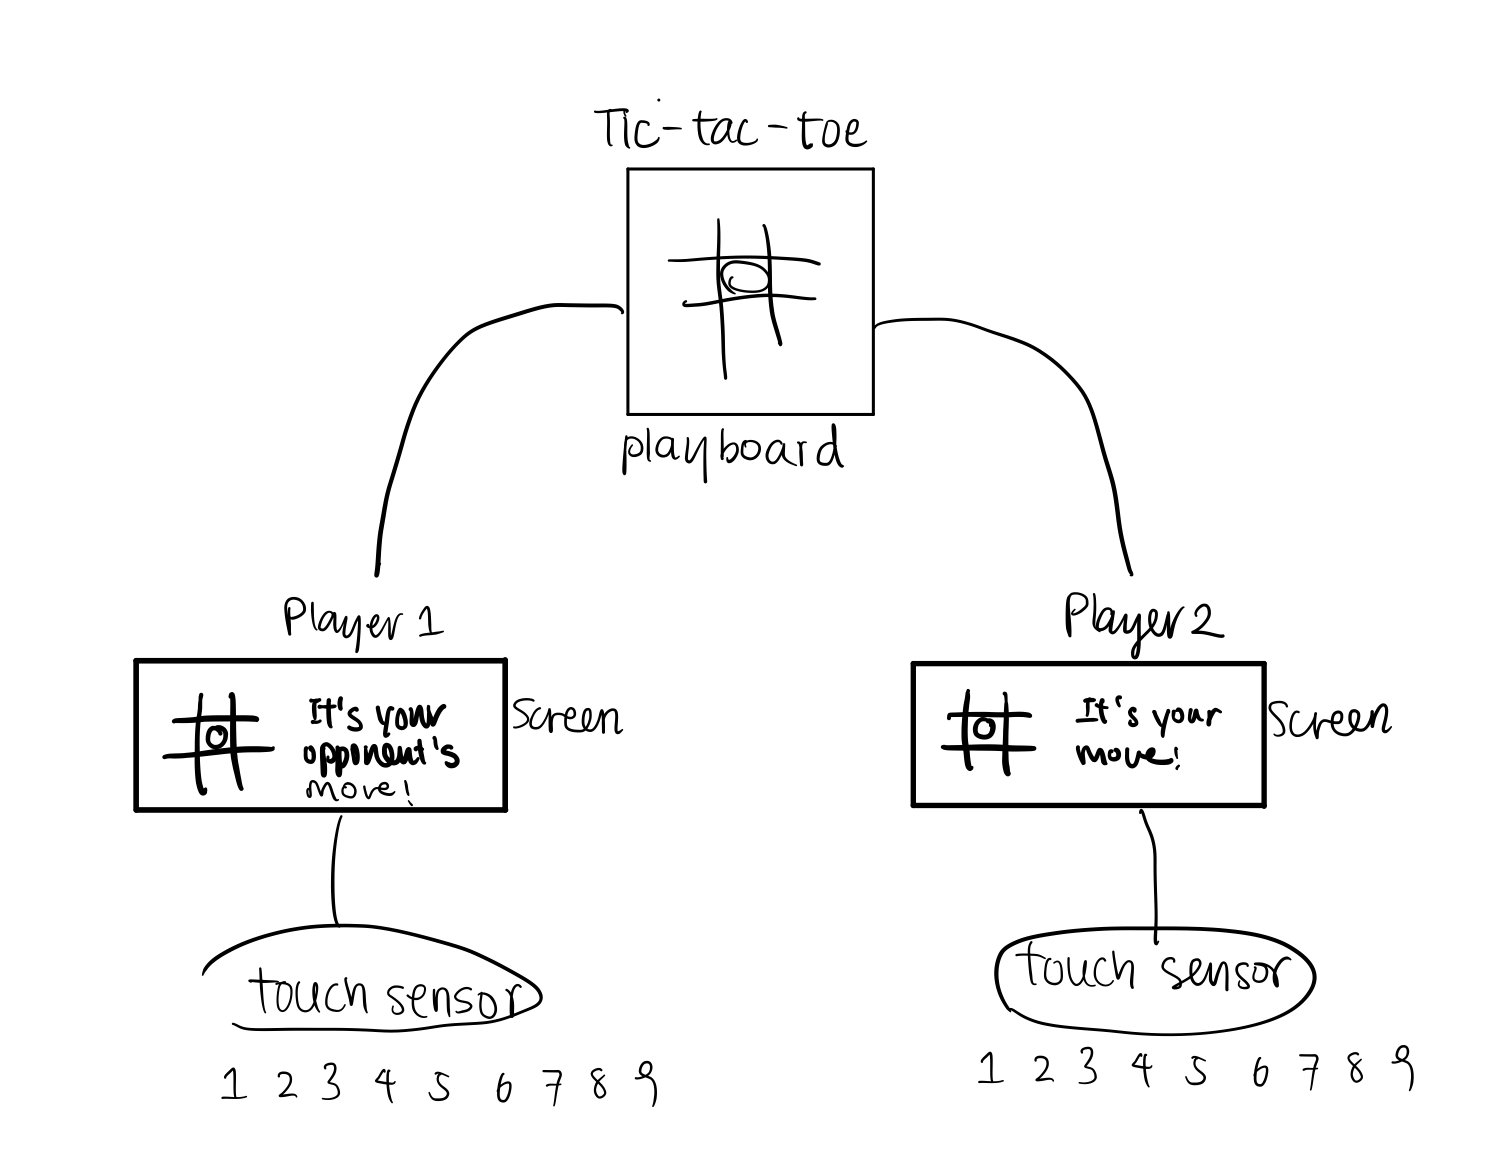 Tic-tac-toe
playboard
Player 1
It's your
opponent's
move!
Screen
touch sensor
1 2 3 4 5 6 7 8 9
Player 2
It's your
move!
Screen
touch sensor
1 2 3 4 5 6 7 8 9